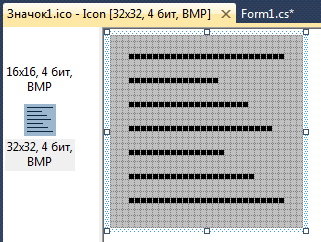 Значок1.ico - Icon [32x32, 4 бит, BMP]
Form1.cs*
16x16, 4 бит,
BMP
32x32, 4 бит,
BMP